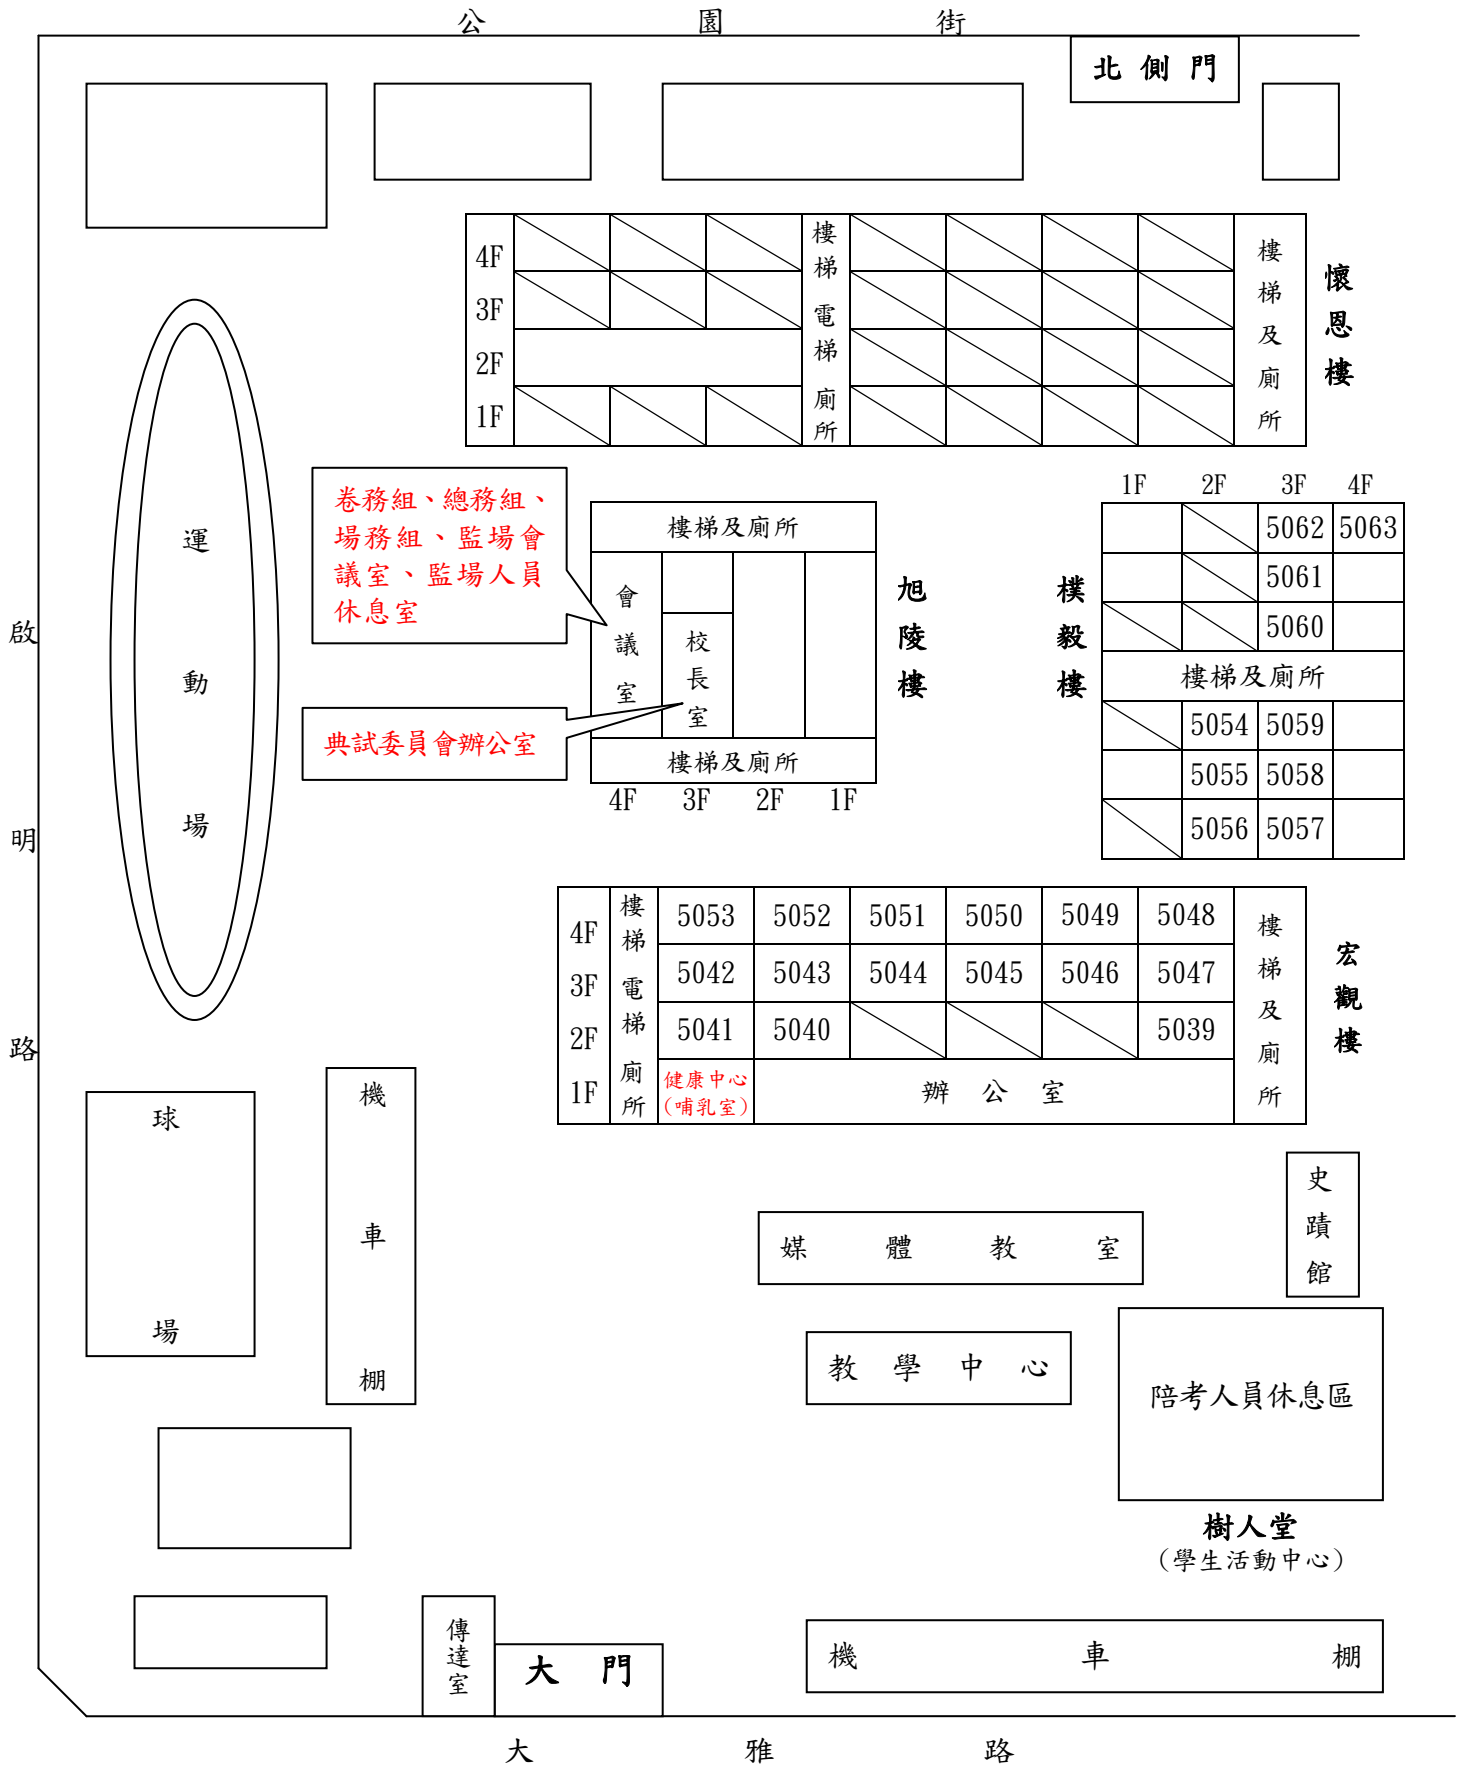 公園街
北側門
4F
3F
2F
1F
樓梯電梯廁所
樓梯及廁所
懷恩樓
運動場
啟明路
卷務組、總務組、
場務組、監場會
議室、監場人員
休息室
典試委員會辦公室
樓梯及廁所
會議室
校長室
樓梯及廁所
4F 3F 2F 1F
旭陵樓
樸毅樓
1F 2F 3F 4F
5062 5063
5061
5060
樓梯及廁所
5054 5059
5055 5058
5056 5057
4F
3F
2F
1F
樓梯電梯廁所
5053 5052 5051 5050 5049 5048
5042 5043 5044 5045 5046 5047
5041 5040 5039
健康中心
(哺乳室)
辦公室
樓梯及廁所
宏觀樓
球場
機車棚
媒體教室
史蹟館
教學中心
陪考人員休息區
樹人堂
(學生活動中心)
傳達室
大門
機車棚
大雅路